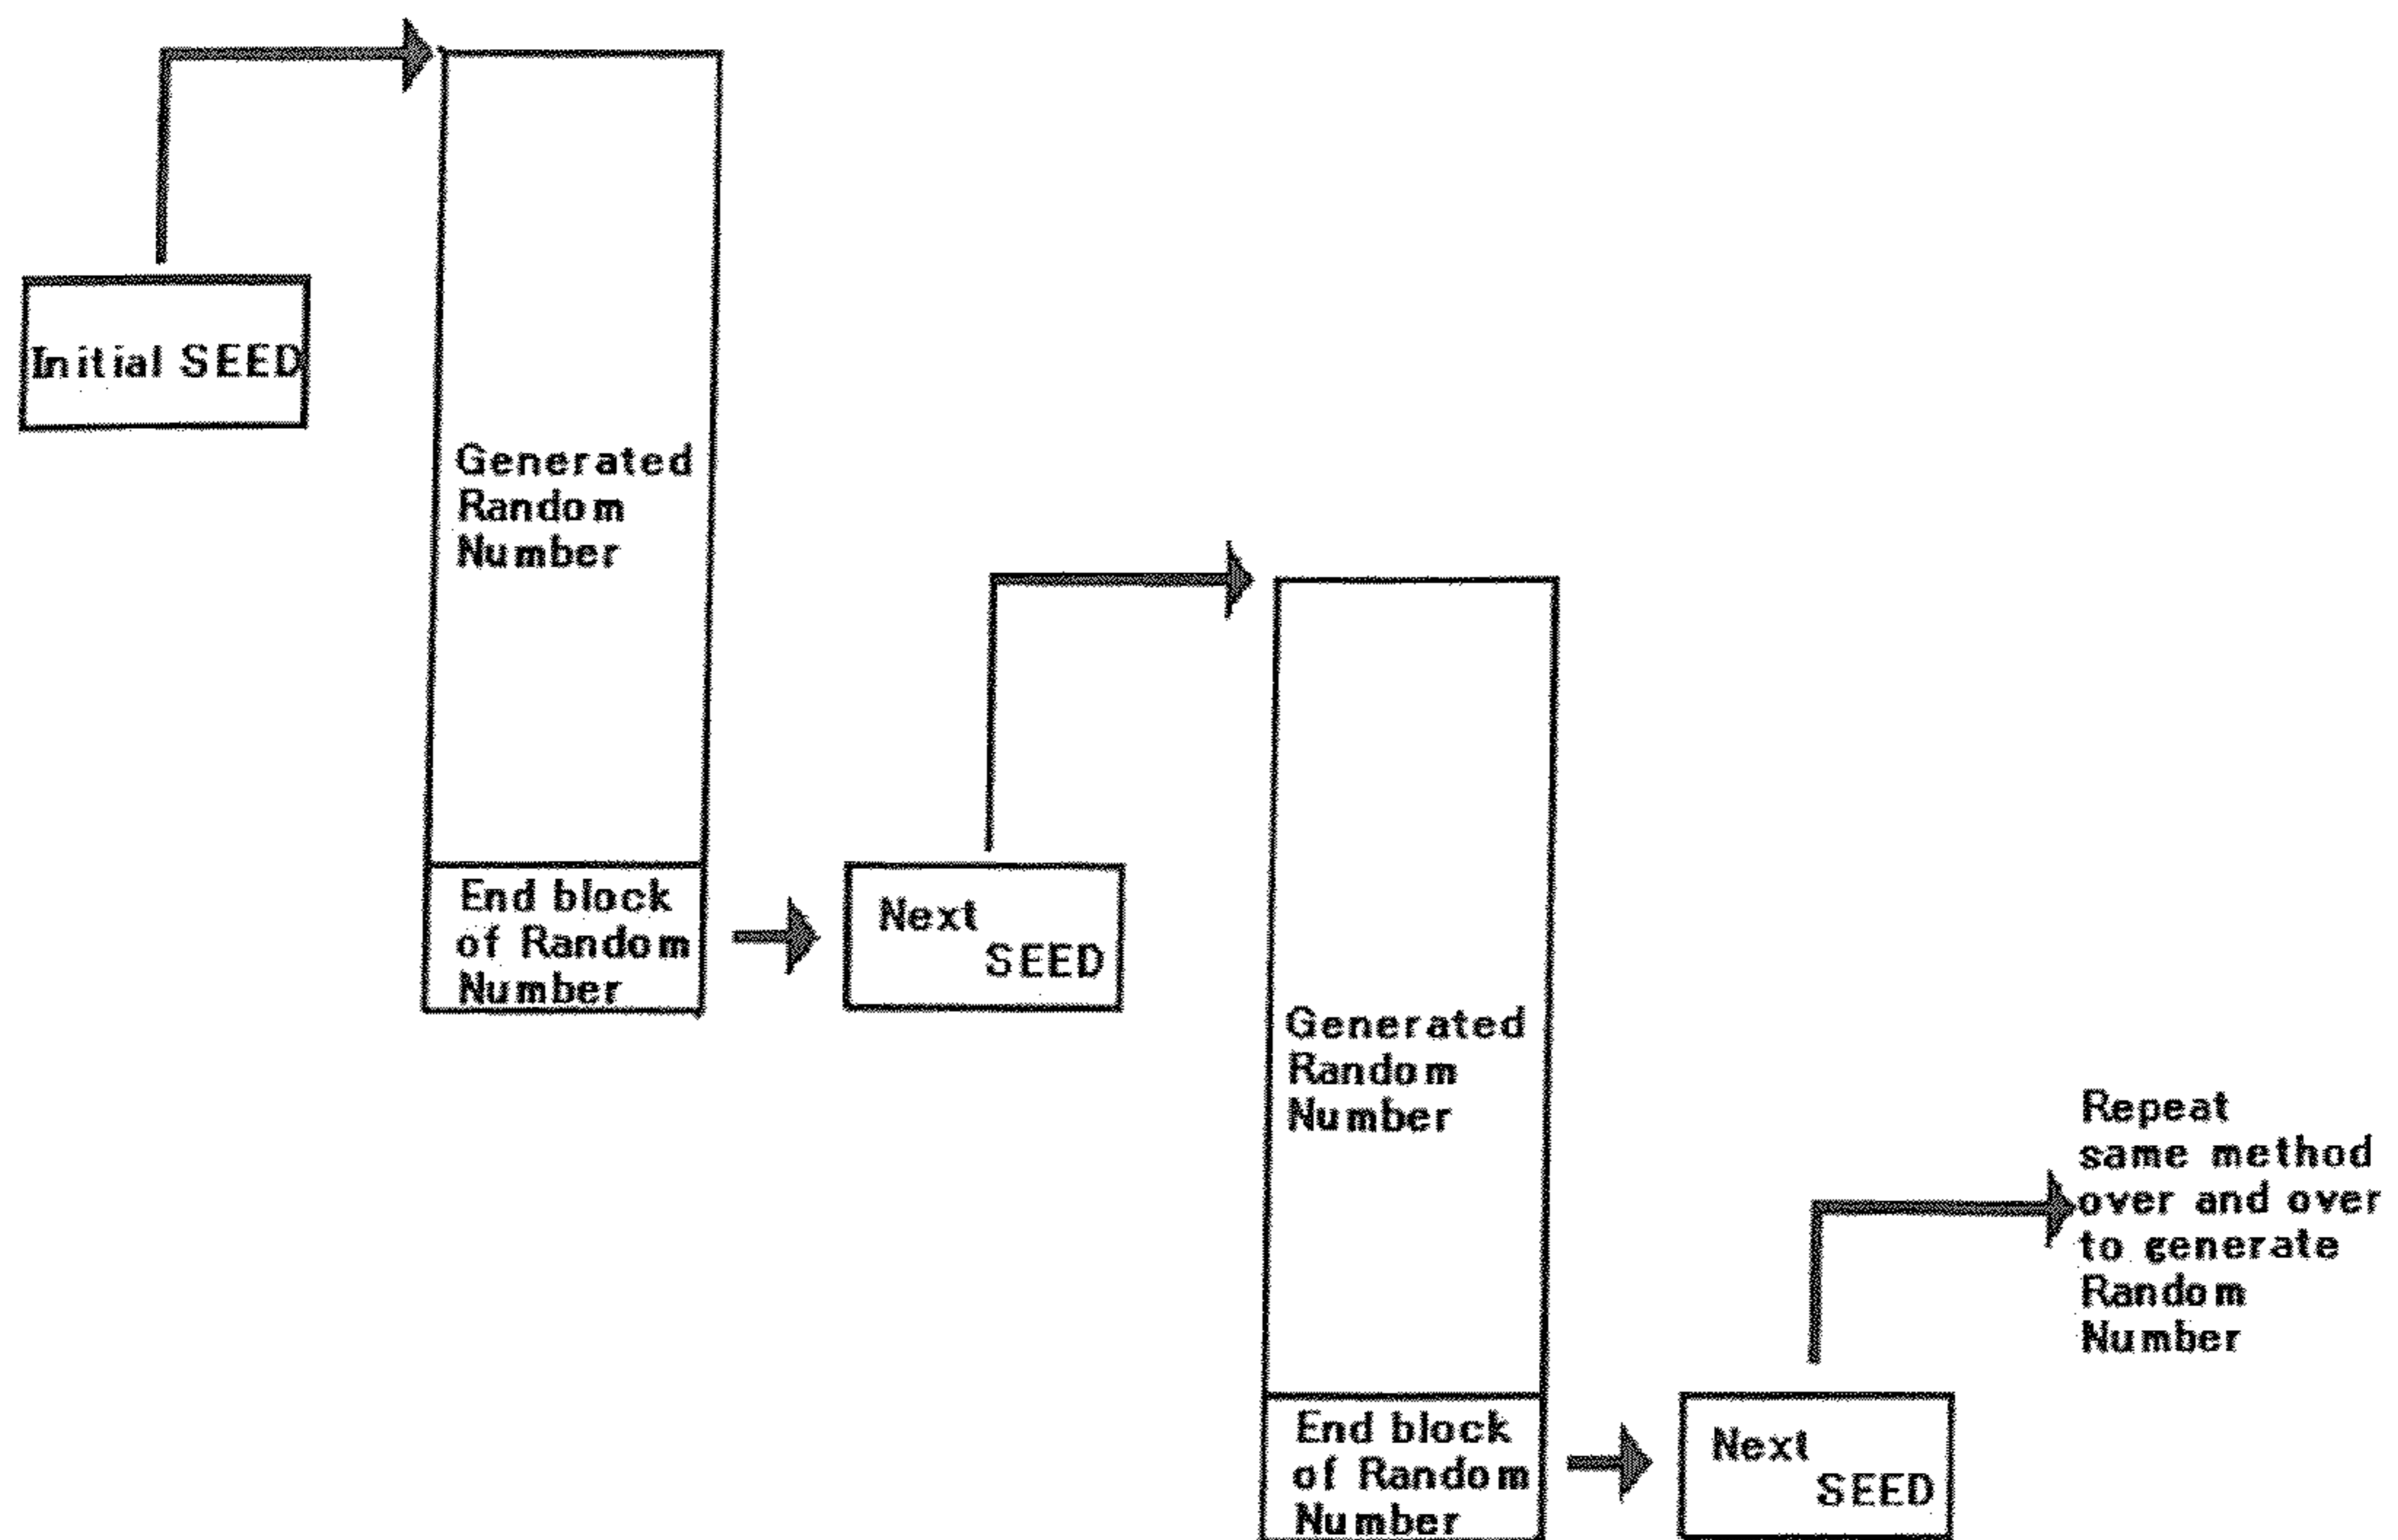 Initial SEED
Generated
Random
Number
End block
of Random
Number
Next
SEED
Generated
Random
Number
End block
of Random
Number
Next
SEED
Repeat
same method
over and over
to generate
Random
Number